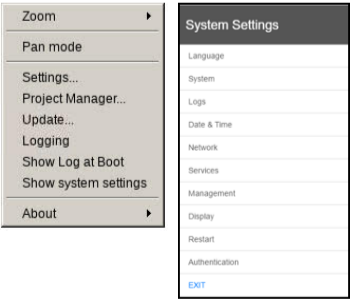 Zoom
Pan mode
Settings...
Project Manager...
Update...
Logging
Show Log at Boot
Show system settings
About
System Settings
Language
System
Logs
Date & Time
Network
Services
Management
Display
Restart
Authentication
EXIT